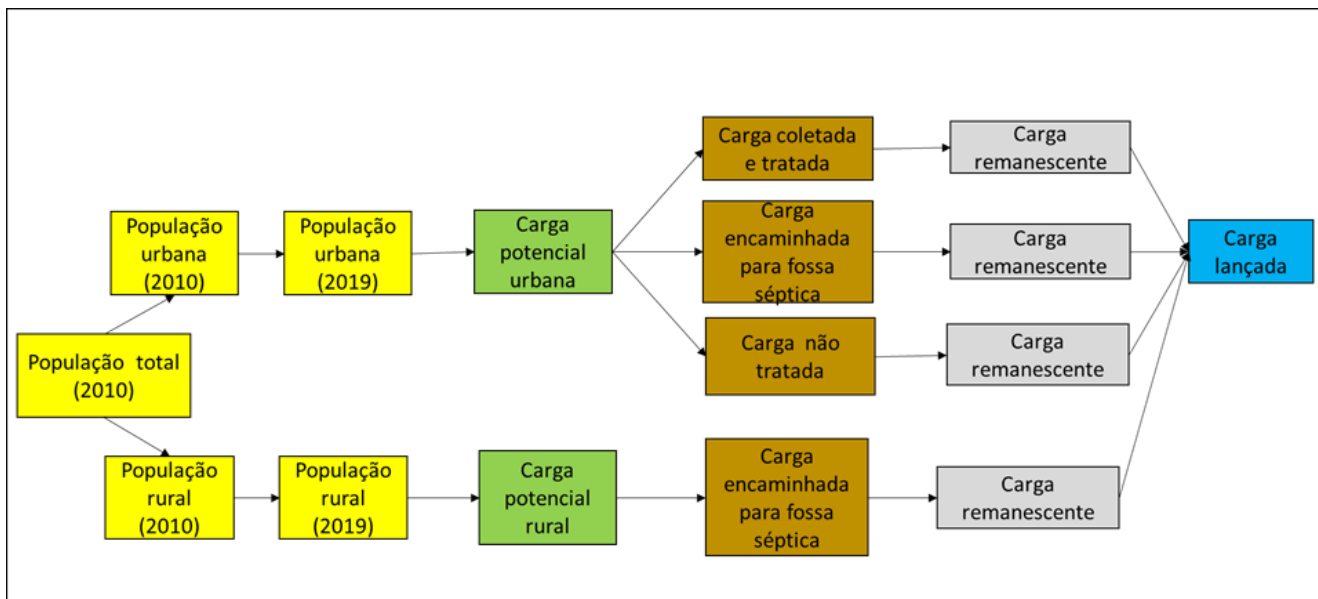 Carga coletada
e tratada
Carga
remanescente
População
urbana
(2010)
População
urbana
(2019)
Carga
potencial
urbana
Carga
encaminhada
para fossa
séptica
Carga
remanescente
Carga
lançada
População total
(2010)
Carga não
tratada
Carga
remanescente
População
rural
(2010)
População
rural
(2019)
Carga
potencial
rural
Carga
encaminhada
para fossa
séptica
Carga
remanescente